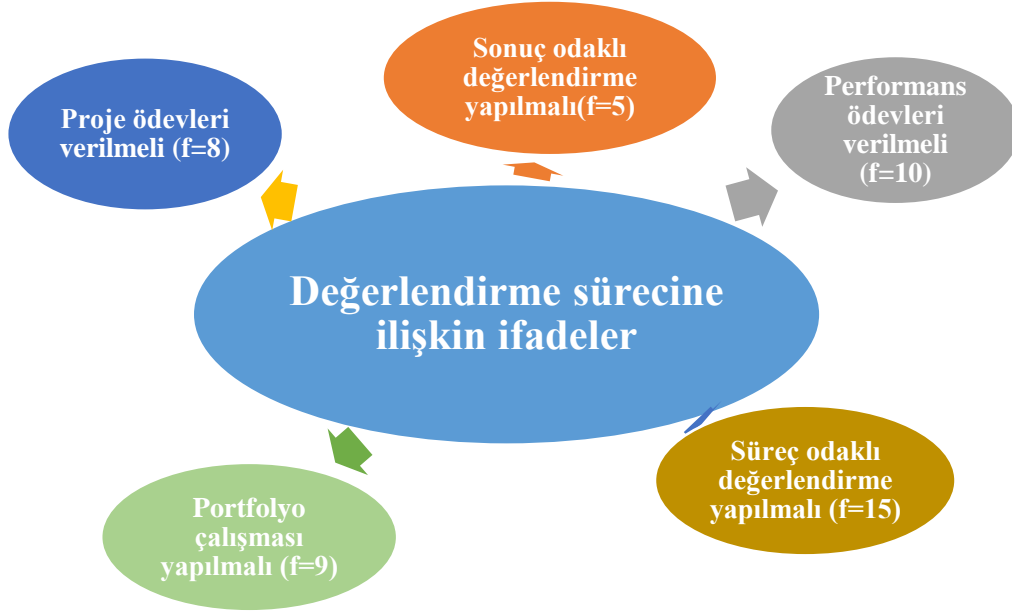 Sonuç odaklı
değerlendirme
yapılmalı(f=5)
Proje ödevleri
verilmeli (f=8)
Performans
ödevleri
verilmeli
(f=10)
Değerlendirme sürecine
ilişkin ifadeler
Süreç odaklı
değerlendirme
yapılmalı (f=15)
Portfolyo
çalışması
yapılmalı (f=9)